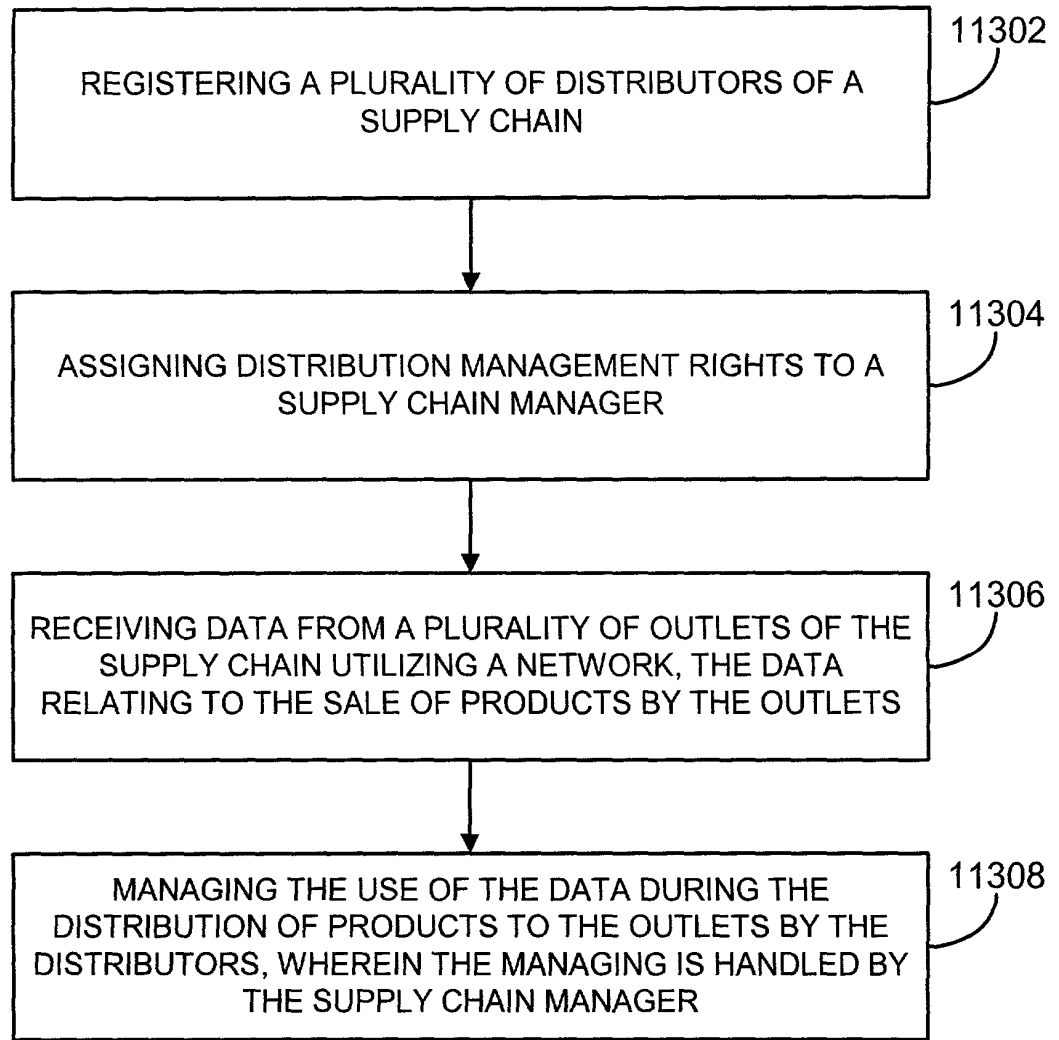 11302
REGISTERING A PLURALITY OF DISTRIBUTORS OF A
SUPPLY CHAIN
11304
ASSIGNING DISTRIBUTION MANAGEMENT RIGHTS TO A
SUPPLY CHAIN MANAGER
11306
RECEIVING DATA FROM A PLURALITY OF OUTLETS OF THE
SUPPLY CHAIN UTILIZING A NETWORK, THE DATA
RELATING TO THE SALE OF PRODUCTS BY THE OUTLETS
11308
MANAGING THE USE OF THE DATA DURING THE
DISTRIBUTION OF PRODUCTS TO THE OUTLETS BY THE
DISTRIBUTORS, WHEREIN THE MANAGING IS HANDLED BY
THE SUPPLY CHAIN MANAGER